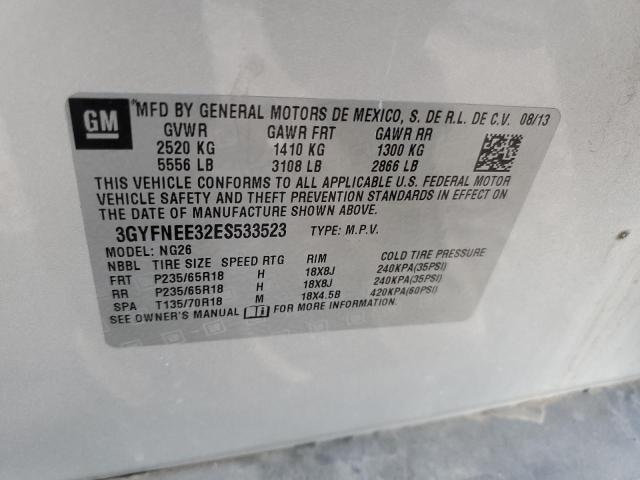 GM
"MFD BY GENERAL MOTORS DE MEXICO, S. DE R.L. DE C.V. 08/13
GVWR GAWR FRT GAWR RR
2520 KG 1410 KG 1300 KG
5556 LB 3108 LB 2866 LB
THIS VEHICLE CONFORMS TO ALL APPLICABLE U.S. FEDERAL MOTOR
VEHICLE SAFETY AND THEFT PREVENTION STANDARDS IN EFFECT ON
THE DATE OF MANUFACTURE SHOWN ABOVE.
3GYFNEE32ES533523 TYPE: M.P.V.
MODEL: NG26
NBBL TIRE SIZE SPEED RTG RIM COLD TIRE PRESSURE
FRT P235/65R18 H 18X8J 240KPA(35PSI)
RR P235/65R18 H 18X8J 240KPA(35PSI)
SPA T135/70R18 M 18X4.5B 420KPA(60PSI)
SEE OWNER'S MANUAL FOR MORE INFORMATION.